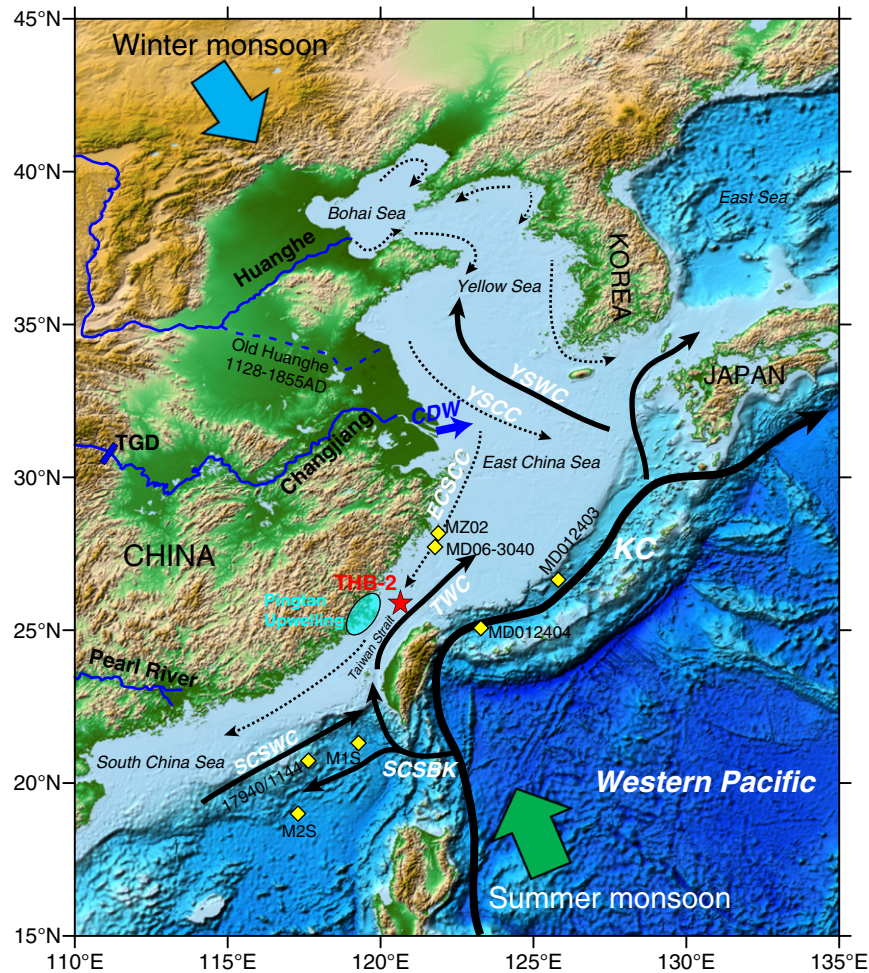 45°N
Winter monsoon
40°N
Bohai Sea
East Sea
Huanghe
KOREA
Yellow Sea
35°N
Old Huanghe
1128-1855AD
YSWC
JAPAN
YSCC
CDW
TGD
Changjiang
30°N
East China Sea
ECSCC
MZ02
MD06-3040
MD012403
KC
CHINA
THB-2
Pingtan
Upwelling
TWC
25°N
MD012404
Taiwan Strait
Pearl River
South China Sea
SCSWC
M1S
17940/1144
SCSBK
20°N
Western Pacific
M2S
Summer monsoon
15°N
110°E
115°E
120°E
125°E
130°E
135°E